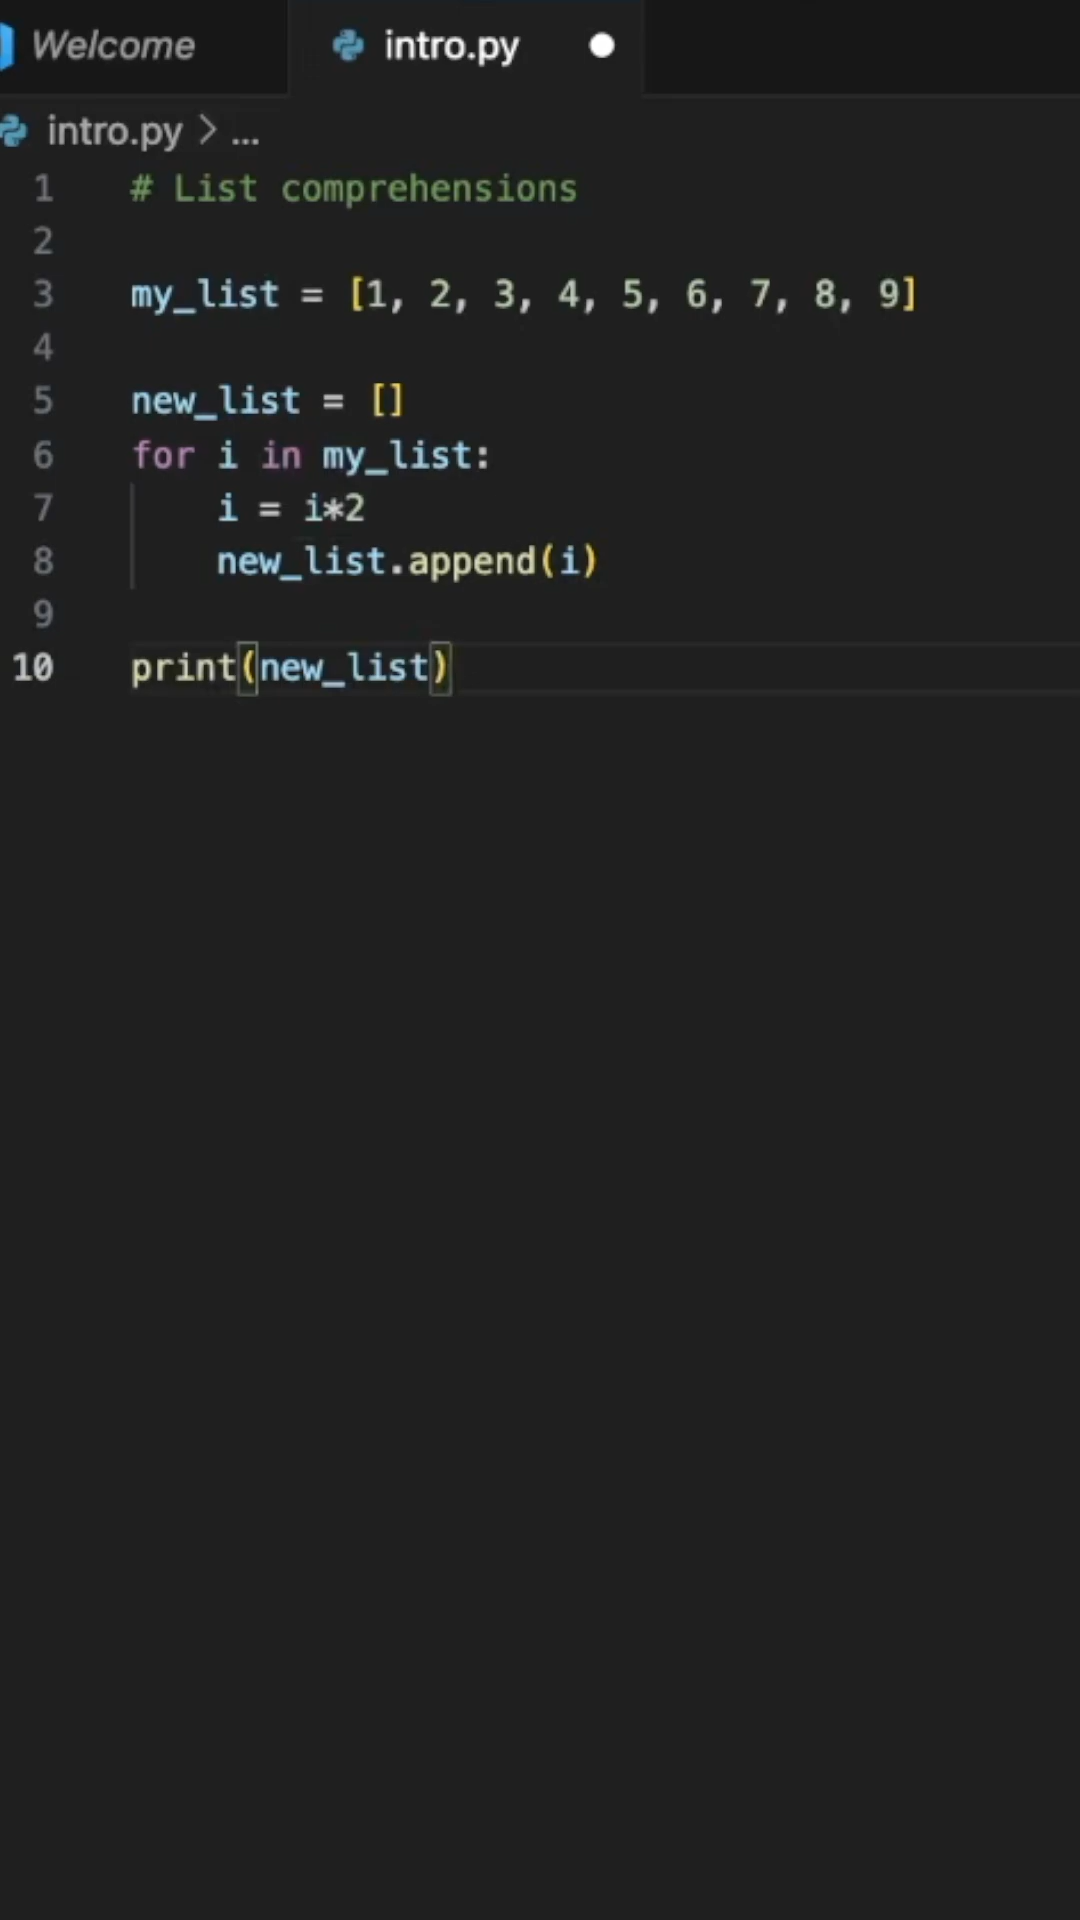 Welcome
intro.py
intro.py > ...
1 # List comprehensions
2
3 my_list = [1, 2, 3, 4, 5, 6, 7, 8, 9]
4
5 new_list = []
6 for i in my_list:
7     i = i*2
8     new_list.append(i)
9
10 print(new_list)